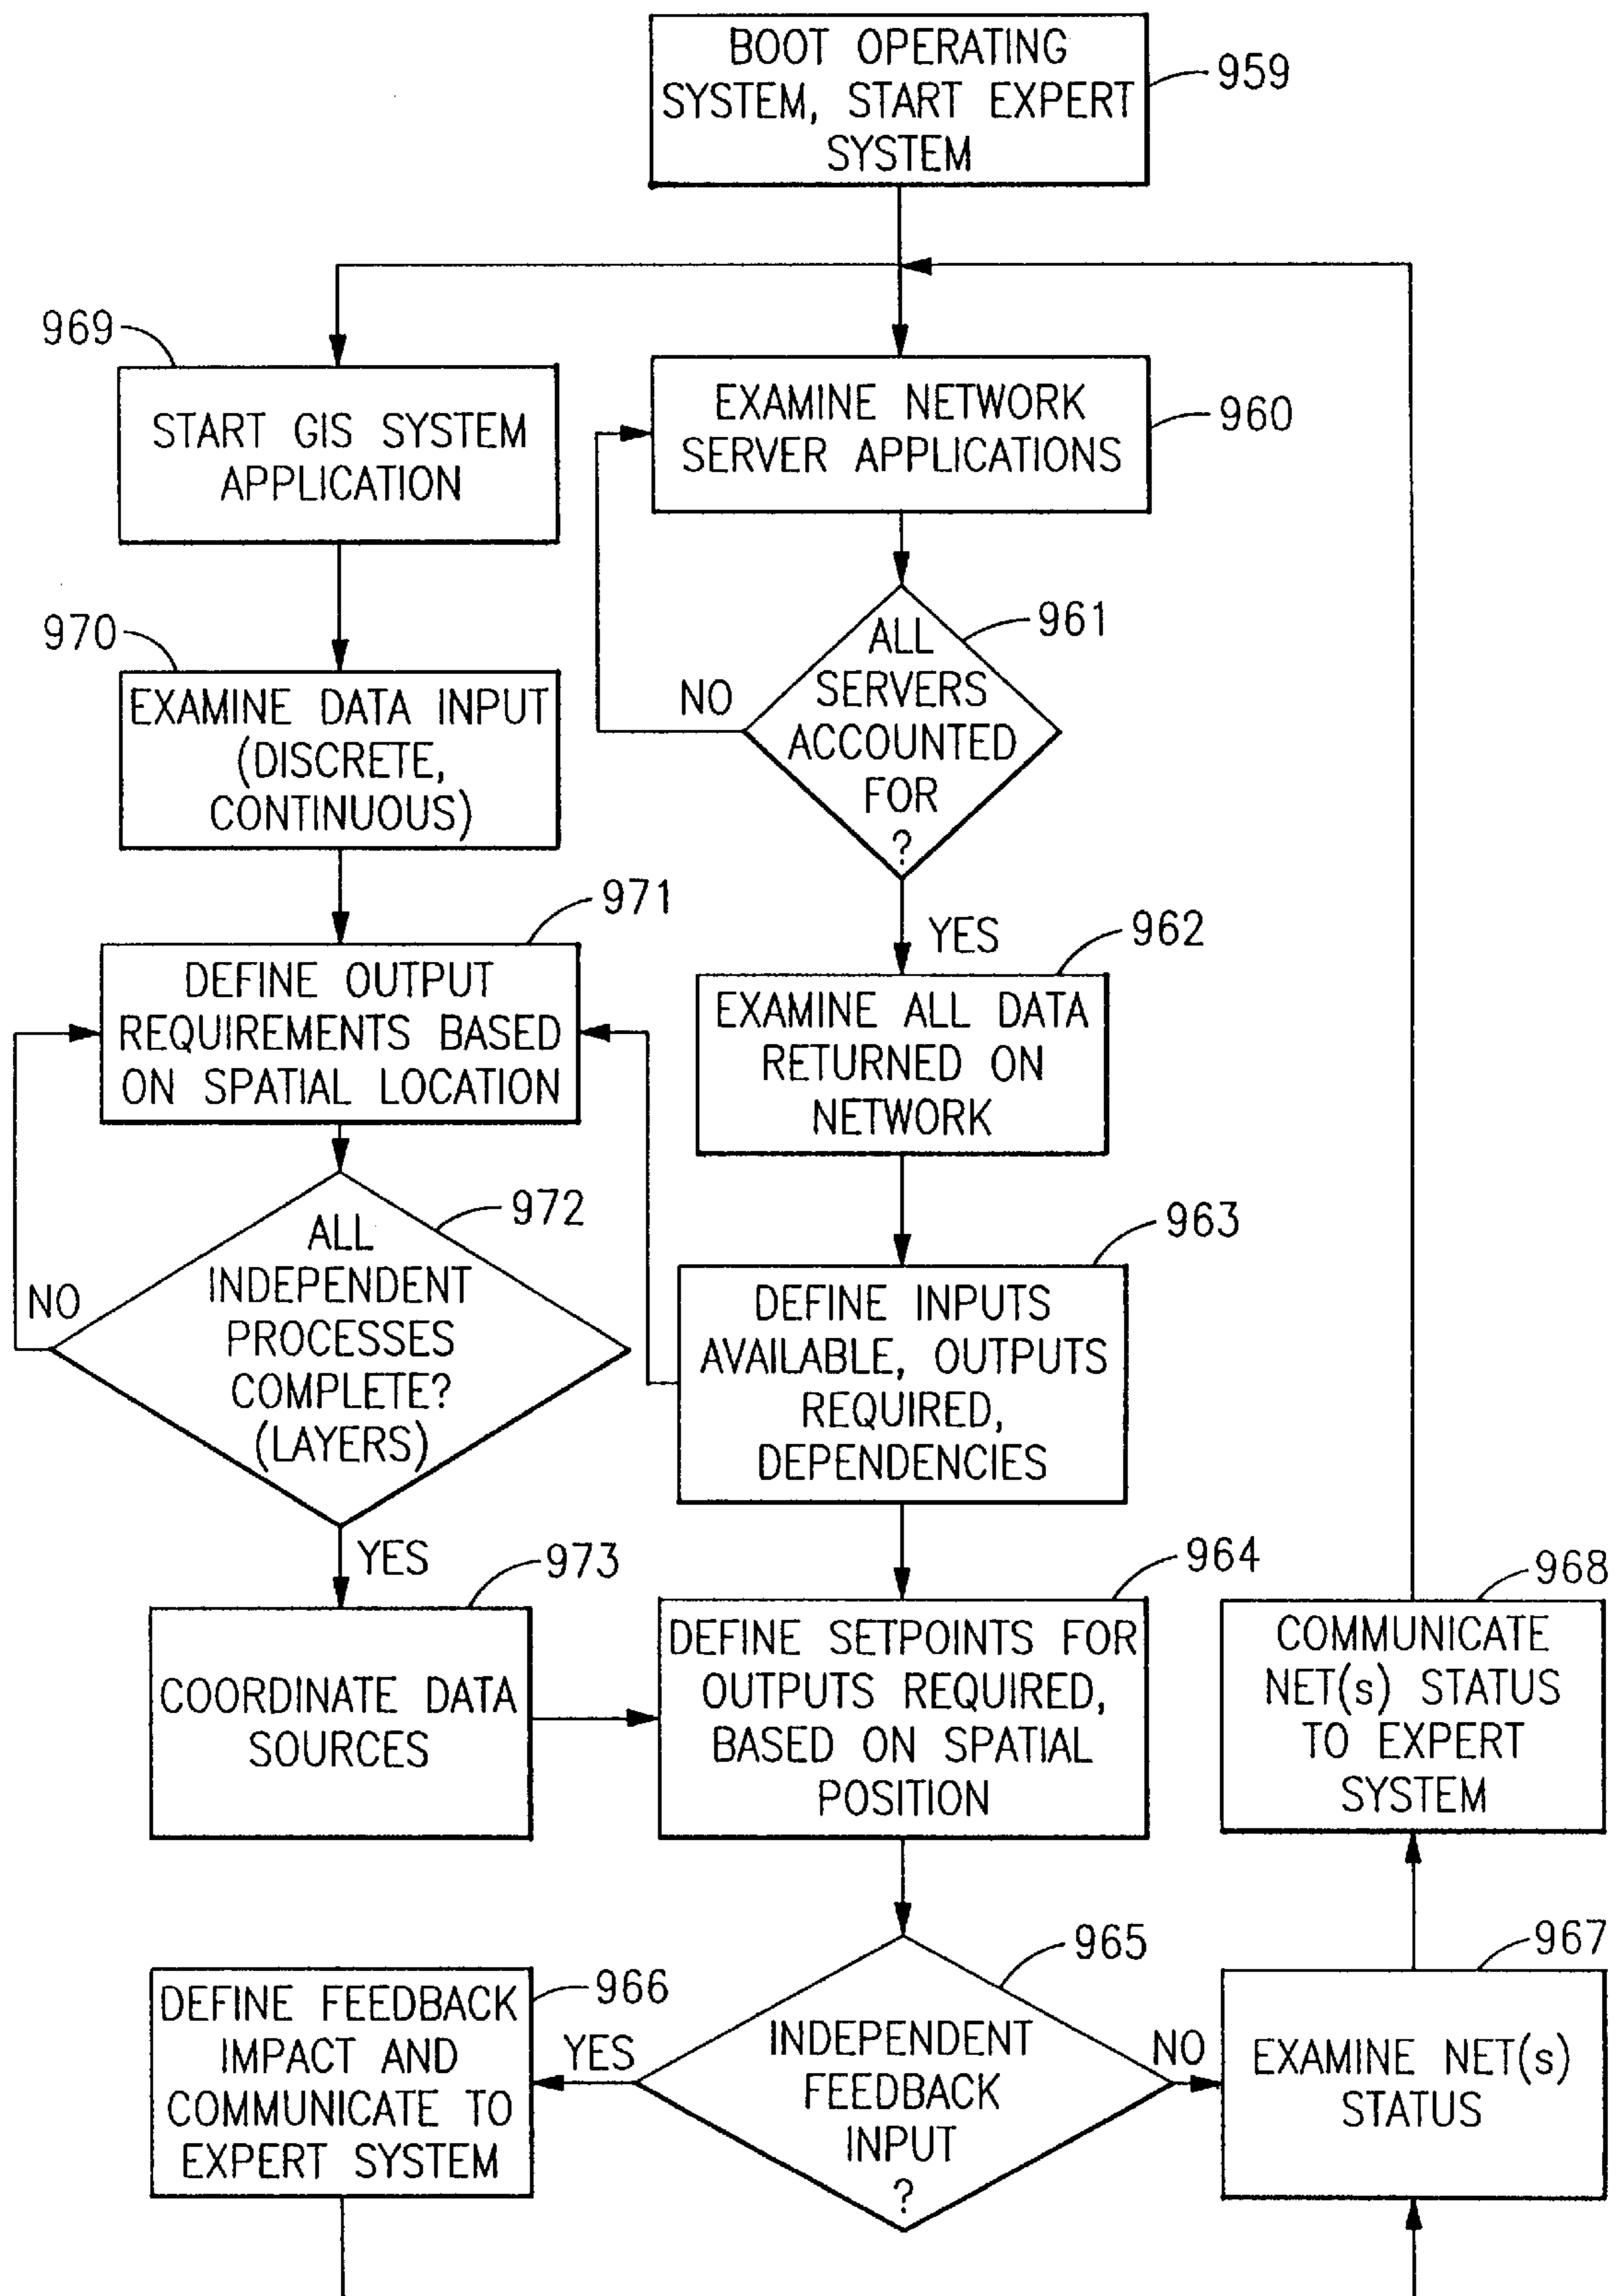 BOOT OPERATING
SYSTEM, START EXPERT
SYSTEM
959
969
START GIS SYSTEM
APPLICATION
EXAMINE NETWORK
SERVER APPLICATIONS
960
970
EXAMINE DATA INPUT
(DISCRETE,
CONTINUOUS)
961
ALL
SERVERS
ACCOUNTED
FOR
?
NO
YES
971
DEFINE OUTPUT
REQUIREMENTS BASED
ON SPATIAL LOCATION
962
EXAMINE ALL DATA
RETURNED ON
NETWORK
972
ALL
INDEPENDENT
PROCESSES
COMPLETE?
(LAYERS)
NO
YES
963
DEFINE INPUTS
AVAILABLE, OUTPUTS
REQUIRED,
DEPENDENCIES
973
COORDINATE DATA
SOURCES
964
DEFINE SETPOINTS FOR
OUTPUTS REQUIRED,
BASED ON SPATIAL
POSITION
968
COMMUNICATE
NET(s) STATUS
TO EXPERT
SYSTEM
966
DEFINE FEEDBACK
IMPACT AND
COMMUNICATE TO
EXPERT SYSTEM
YES
965
INDEPENDENT
FEEDBACK
INPUT
?
NO
967
EXAMINE NET(s)
STATUS